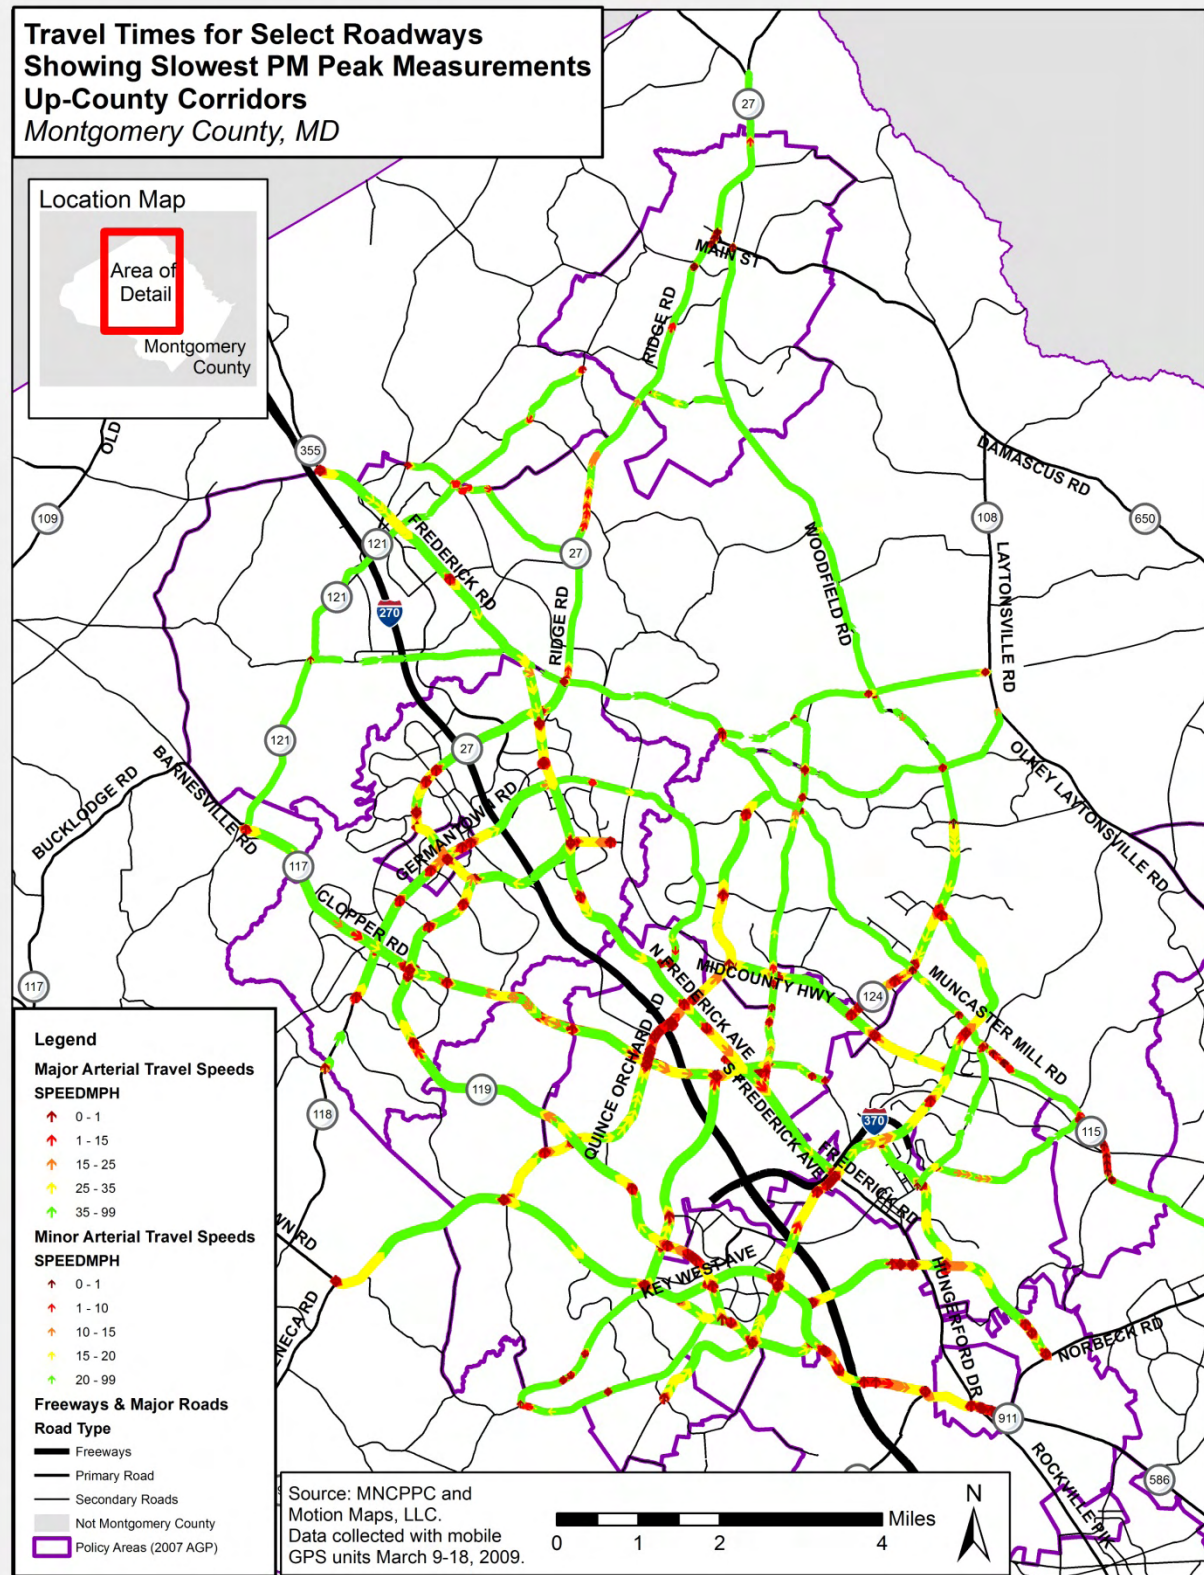 Travel Times for Select Roadways
Showing Slowest PM Peak Measurements
Up-County Corridors
Montgomery County, MD
Location Map
Area of
Detail
Montgomery
County
27
MAIN ST
RIDGE RD
355
OLD
109
DAMASCUS RD
108
650
121
FREDERICK RD
27
WOODFIELD RD
LAYTONSVILLE RD
121
270
RIDGE RD
121
27
BARNESVILLE RD
BUCKLODGE RD
OLNEY LAYTONSVILLE RD
GERMANTOWN RD
117
CLOPPER RD
N FREDERICK AVE
MIDCOUNTY HWY
117
124
MUNCASTER MILL RD
QUINCE ORCHARD RD
S FREDERICK AVE
119
118
370
115
FREDERICK RD
WN RD
KEY WEST AVE
HUNGERFORD DR
NORBECK RD
ENECA RD
911
ROCKVILLE PIK
586
Legend
Major Arterial Travel Speeds
SPEEDMPH
0 - 1
1 - 15
15 - 25
25 - 35
35 - 99
Minor Arterial Travel Speeds
SPEEDMPH
0 - 1
1 - 10
10 - 15
15 - 20
20 - 99
Freeways & Major Roads
Road Type
Freeways
Primary Road
Secondary Roads
Not Montgomery County
Policy Areas (2007 AGP)
Source: MNCPPC and
Motion Maps, LLC.
Data collected with mobile
GPS units March 9-18, 2009.
Miles
0 1 2 4
N